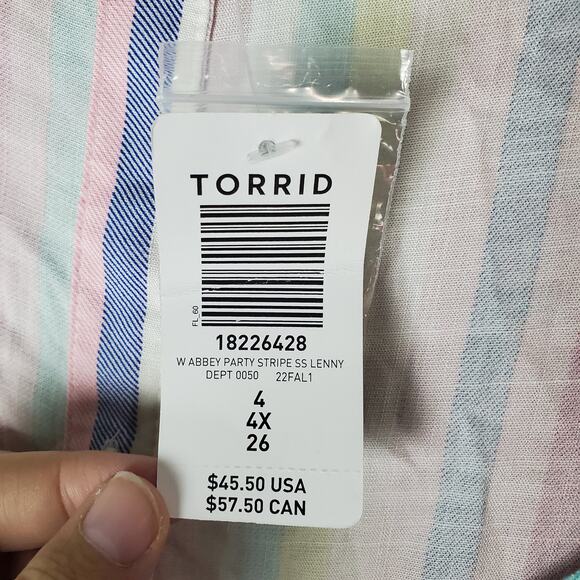 TORRID
FL 60
18226428
W ABBEY PARTY STRIPE SS LENNY
DEPT 0050 22FAL1
4
4X
26
$45.50 USA
$57.50 CAN